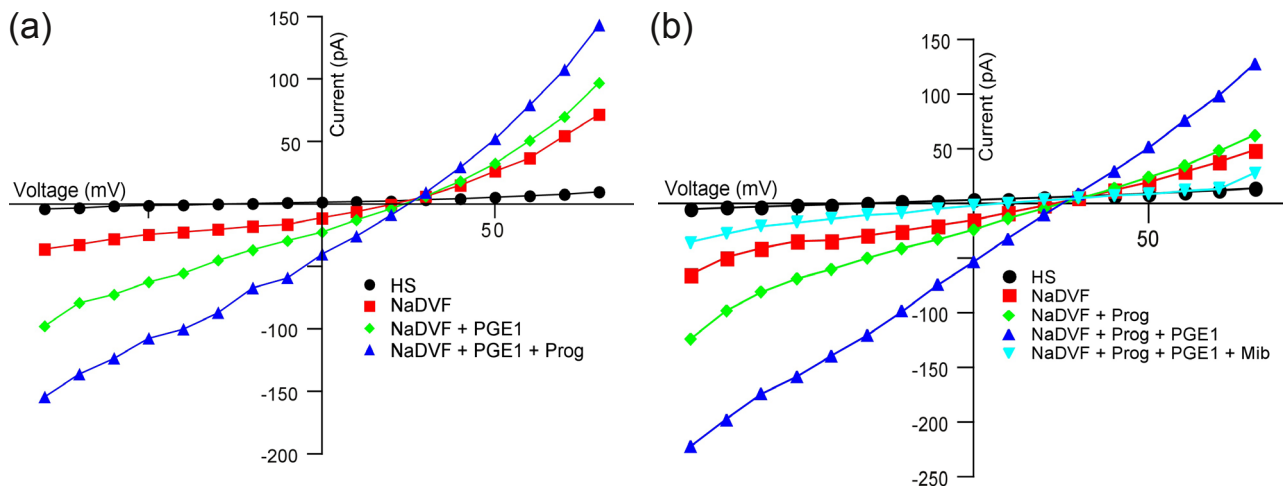 (a)
150
100
50
Current (pA)
Voltage (mV)
50
HS
NaDVF
NaDVF + PGE1
NaDVF + PGE1 + Prog
-100
-150
-200
(b)
150
100
50
Current (pA)
Voltage (mV)
50
HS
NaDVF
NaDVF + Prog
NaDVF + Prog + PGE1
NaDVF + Prog + PGE1 + Mib
-100
-150
-200
-250